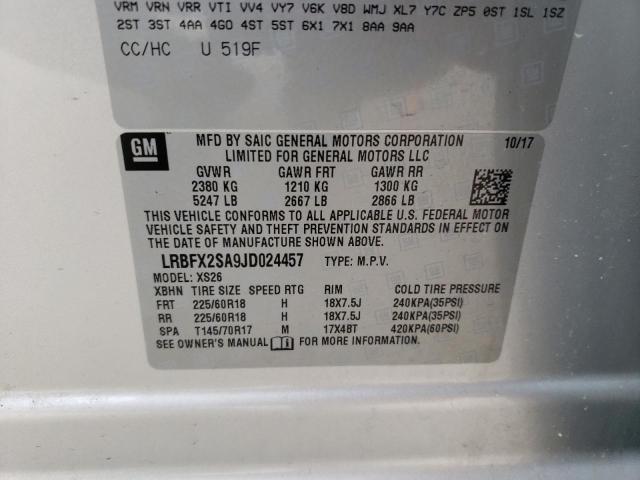 VRM VRN VRR VTI VV4 VY7 V6K V8D WMJ XL7 Y7C ZP5 0ST 1SL 1SZ
2ST 3ST 4AA 4GO 4ST 5ST 6X1 7X1 8AA 9AA
CC/HC U 519F
GM
MFD BY SAIC GENERAL MOTORS CORPORATION 10/17
LIMITED FOR GENERAL MOTORS LLC
GVWR GAWR FRT GAWR RR
2380 KG 1210 KG 1300 KG
5247 LB 2667 LB 2866 LB
THIS VEHICLE CONFORMS TO ALL APPLICABLE U.S. FEDERAL MOTOR
VEHICLE SAFETY AND THEFT PREVENTION STANDARDS IN EFFECT ON
THE DATE OF MANUFACTURE SHOWN ABOVE.
LRBFX2SA9JD024457 TYPE: M.P.V.
MODEL: XS26
XBHN TIRE SIZE SPEED RTG RIM COLD TIRE PRESSURE
FRT 225/60R18 H 18X7.5J 240KPA(35PSI)
RR 225/60R18 H 18X7.5J 240KPA(35PSI)
SPA T145/70R17 M 17X4BT 420KPA(60PSI)
SEE OWNER'S MANUAL FOR MORE INFORMATION.